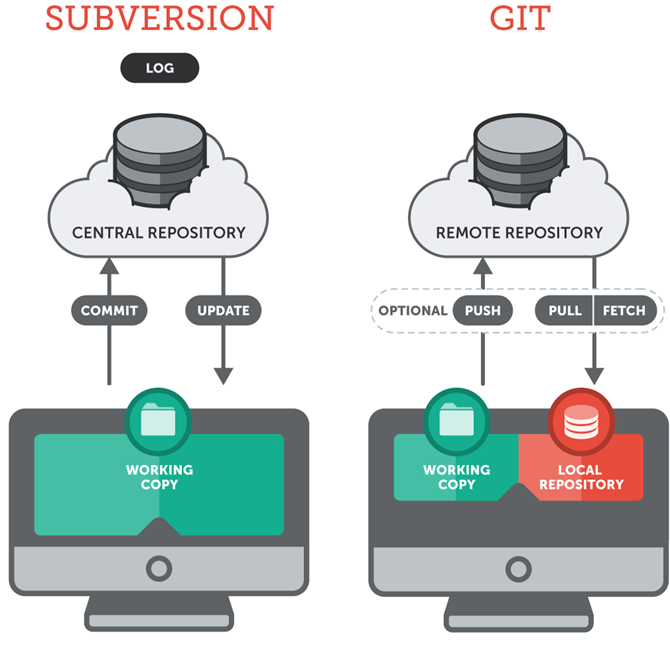 SUBVERSION
LOG
CENTRAL REPOSITORY
COMMIT
UPDATE
WORKING
COPY
GIT
REMOTE REPOSITORY
OPTIONAL
PUSH
PULL
FETCH
WORKING
COPY
LOCAL
REPOSITORY